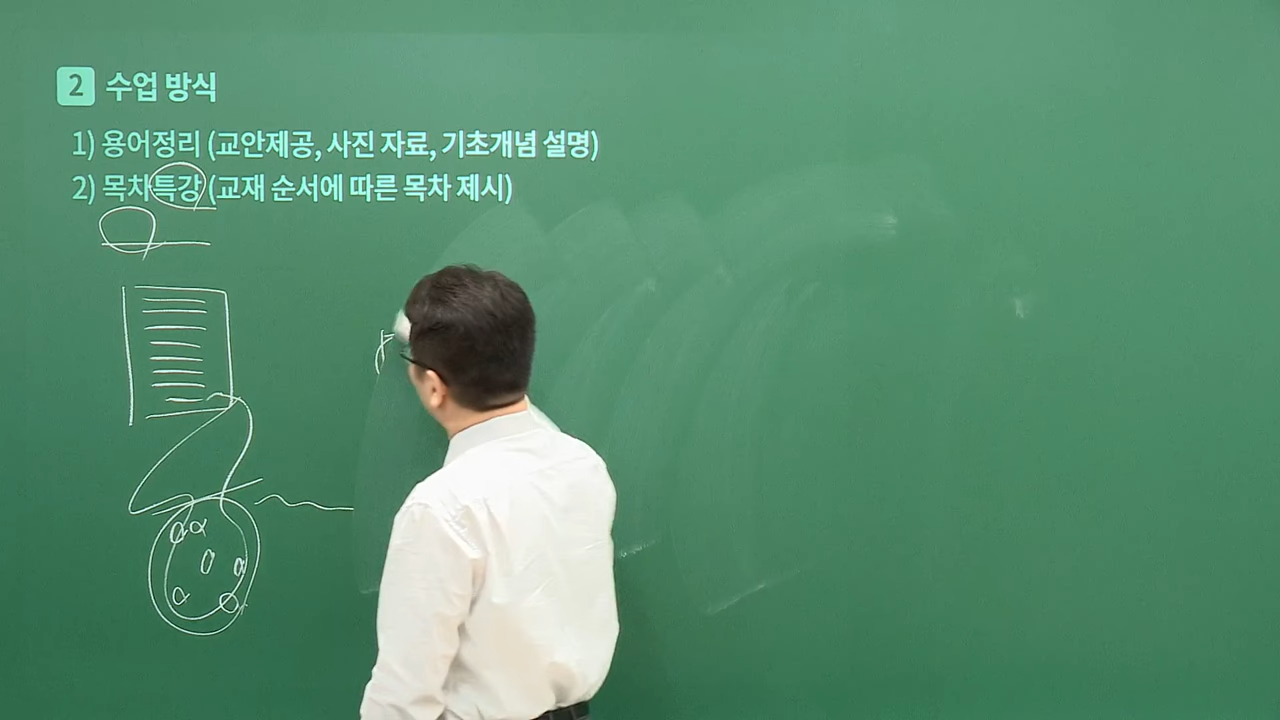 2 수업 방식
1) 용어정리 (교안제공, 사진 자료, 기초개념 설명)
2) 목차특강 (교재 순서에 따른 목차 제시)